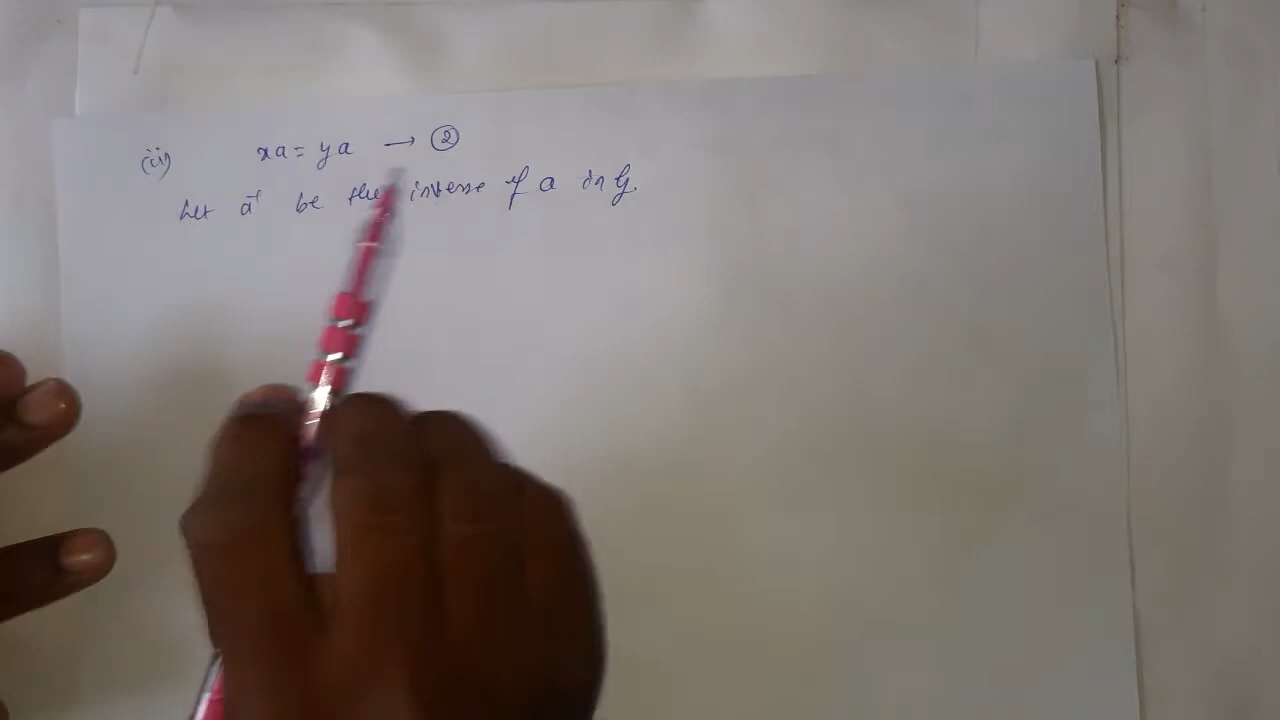 (ii) xa = ya → ②
Let a⁻¹ be the inverse of a in G.